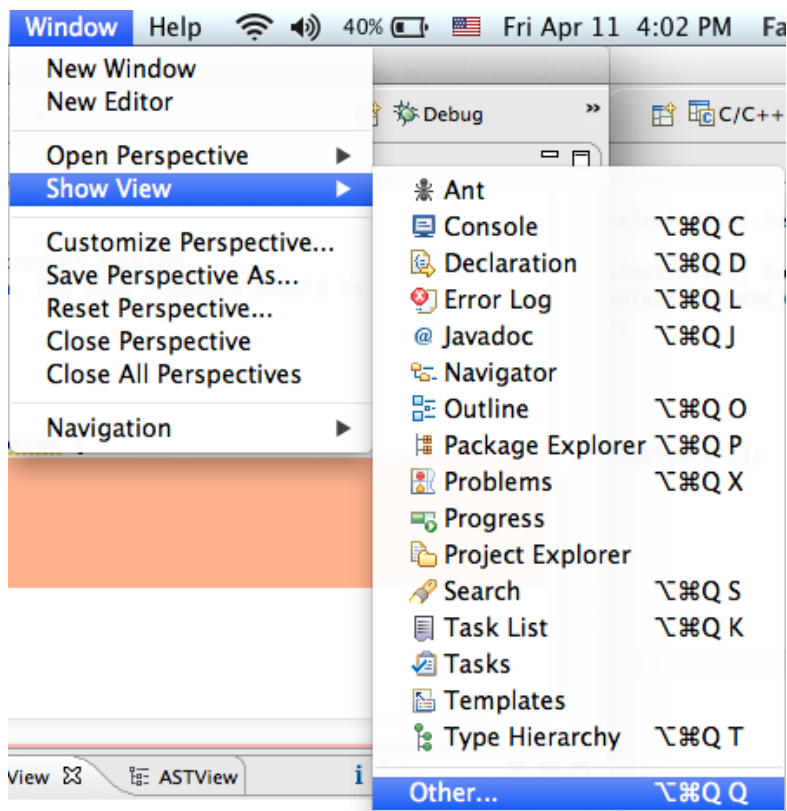 Window Help 40% Fri Apr 11 4:02 PM Fa
New Window
New Editor
Open Perspective
Show View
Customize Perspective...
Save Perspective As...
Reset Perspective...
Close Perspective
Close All Perspectives
Navigation
Debug » C/C++
Ant
Console ⌥⌘Q C
Declaration ⌥⌘Q D
Error Log ⌥⌘Q L
@ Javadoc ⌥⌘Q J
Navigator
Outline ⌥⌘Q O
Package Explorer ⌥⌘Q P
Problems ⌥⌘Q X
Progress
Project Explorer
Search ⌥⌘Q S
Task List ⌥⌘Q K
Tasks
Templates
Type Hierarchy ⌥⌘Q T
Other... ⌥⌘Q Q
View ASTView i